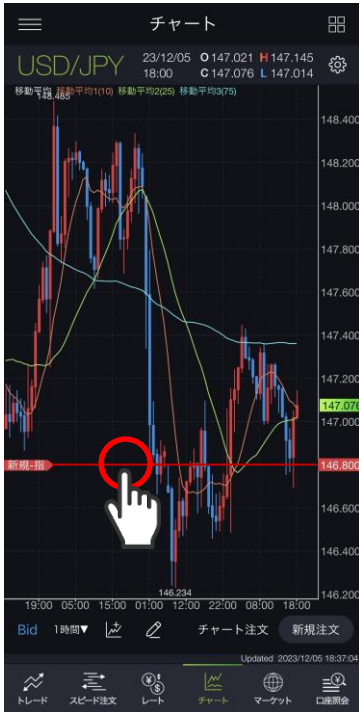 チャート
USD/JPY
23/12/05 O 147.021 H 147.145
18:00 C 147.076 L 147.014
移動平均 移動平均1(10) 移動平均2(25) 移動平均3(75)
148.485
148.400
148.200
148.000
147.800
147.600
147.400
147.200
147.076
147.000
新規-指
146.800
146.600
146.400
146.234
146.200
19:00 05:00 15:00 01:00 12:00 22:00 08:00 18:00
Bid 1時間▼ チャート注文 新規注文
Updated 2023/12/05 18:37:04
トレード スピード注文 レート チャート マーケット 口座照会